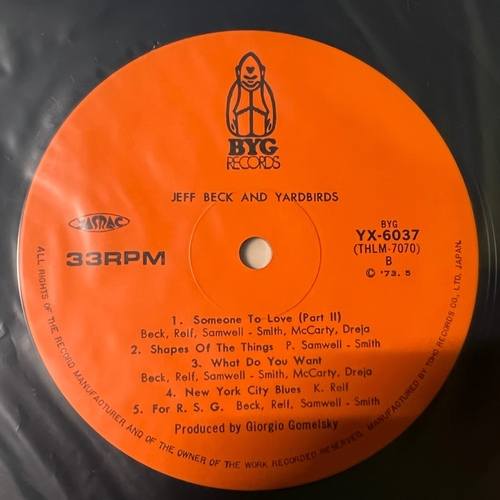 BYG
RECORDS
JEFF BECK AND YARDBIRDS
JASRAC
33RPM
BYG
YX-6037
(THLM-7070)
B
© '73. 5
1. Someone To Love (Part II)
Beck, Relf, Samwell - Smith, McCarty, Dreja
2. Shapes Of The Things P. Samwell - Smith
3. What Do You Want
Beck, Relf, Samwell - Smith, McCarty, Dreja
4. New York City Blues K. Relf
5. For R. S. G. Beck, Relf, Samwell - Smith
Produced by Giorgio Gomelsky
ALL RIGHTS OF THE RECORD MANUFACTURER AND OF THE OWNER OF THE WORK RECORDED RESERVED. MANUFACTURED BY TOHO RECORDS CO., LTD, JAPAN.